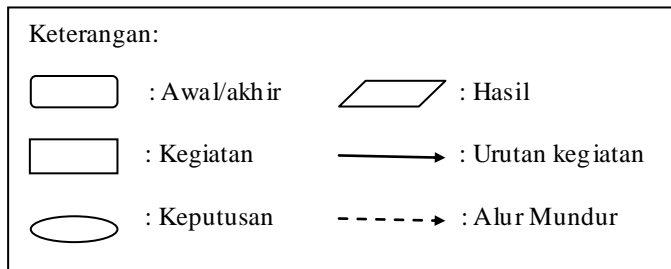 Keterangan:
: Awal/akhir : Hasil
: Kegiatan : Urutan kegiatan
: Keputusan : Alur Mundur